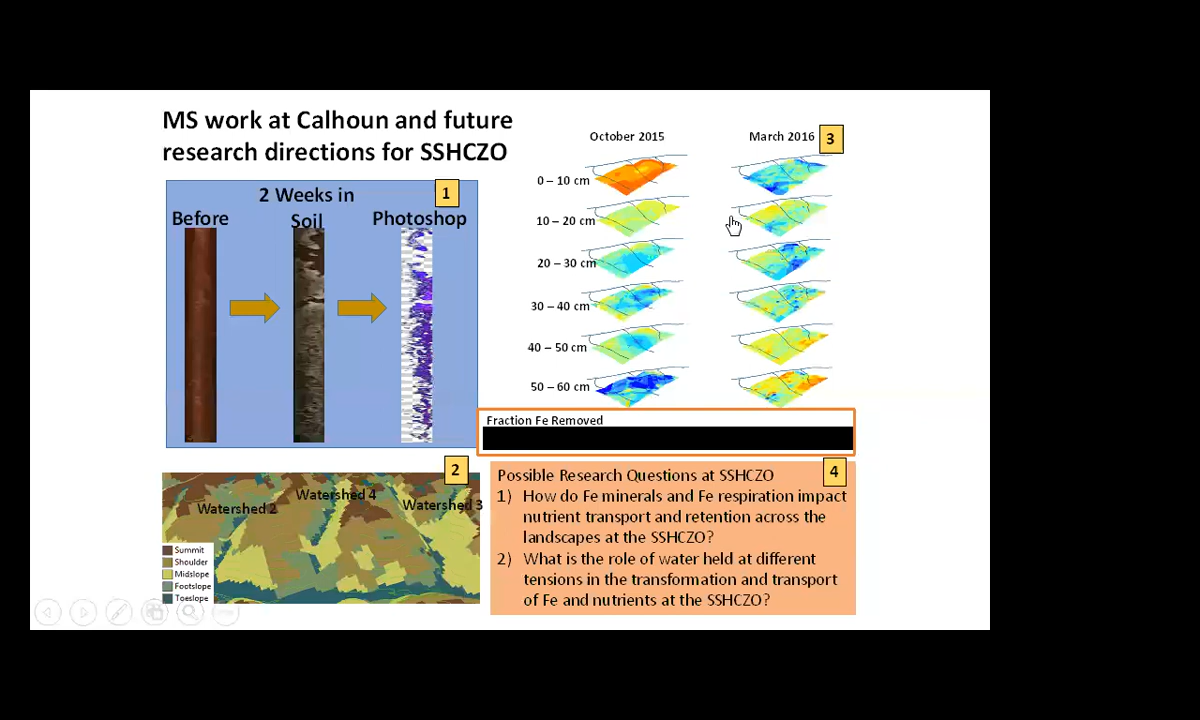 MS work at Calhoun and future
research directions for SSHCZO
1
2 Weeks in
Soil
Before
Photoshop
October 2015
March 2016
3
0 – 10 cm
10 – 20 cm
20 – 30 cm
30 – 40 cm
40 – 50 cm
50 – 60 cm
Fraction Fe Removed
2
Watershed 2
Watershed 4
Watershed 3
Summit
Shoulder
Midslope
Footslope
Toeslope
4
Possible Research Questions at SSHCZO
1) How do Fe minerals and Fe respiration impact
nutrient transport and retention across the
landscapes at the SSHCZO?
2) What is the role of water held at different
tensions in the transformation and transport
of Fe and nutrients at the SSHCZO?